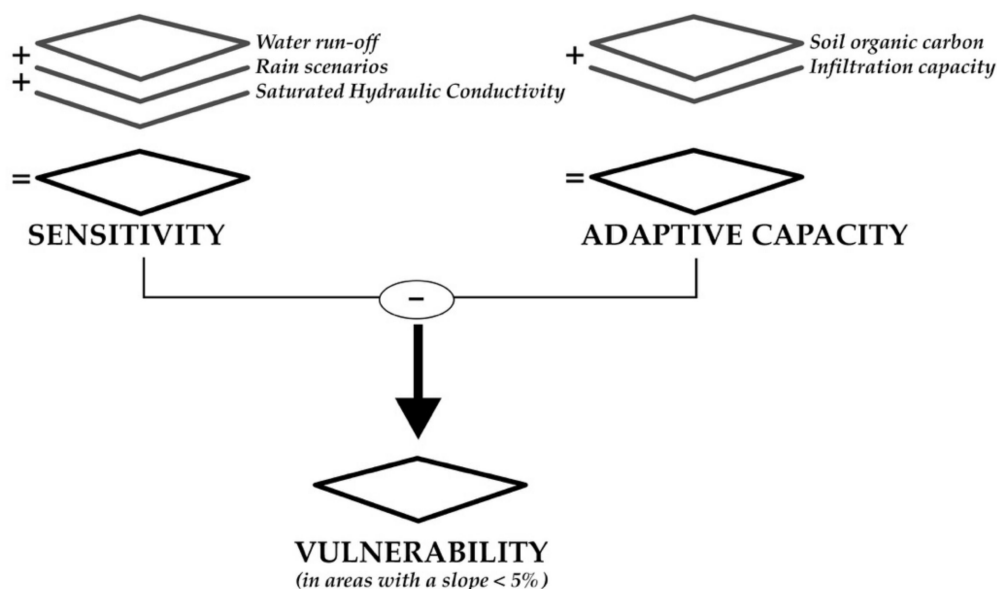 Water run-off
+
Rain scenarios
+
Saturated Hydraulic Conductivity
=
SENSITIVITY
Soil organic carbon
+
Infiltration capacity
=
ADAPTIVE CAPACITY
−
VULNERABILITY
(in areas with a slope < 5%)